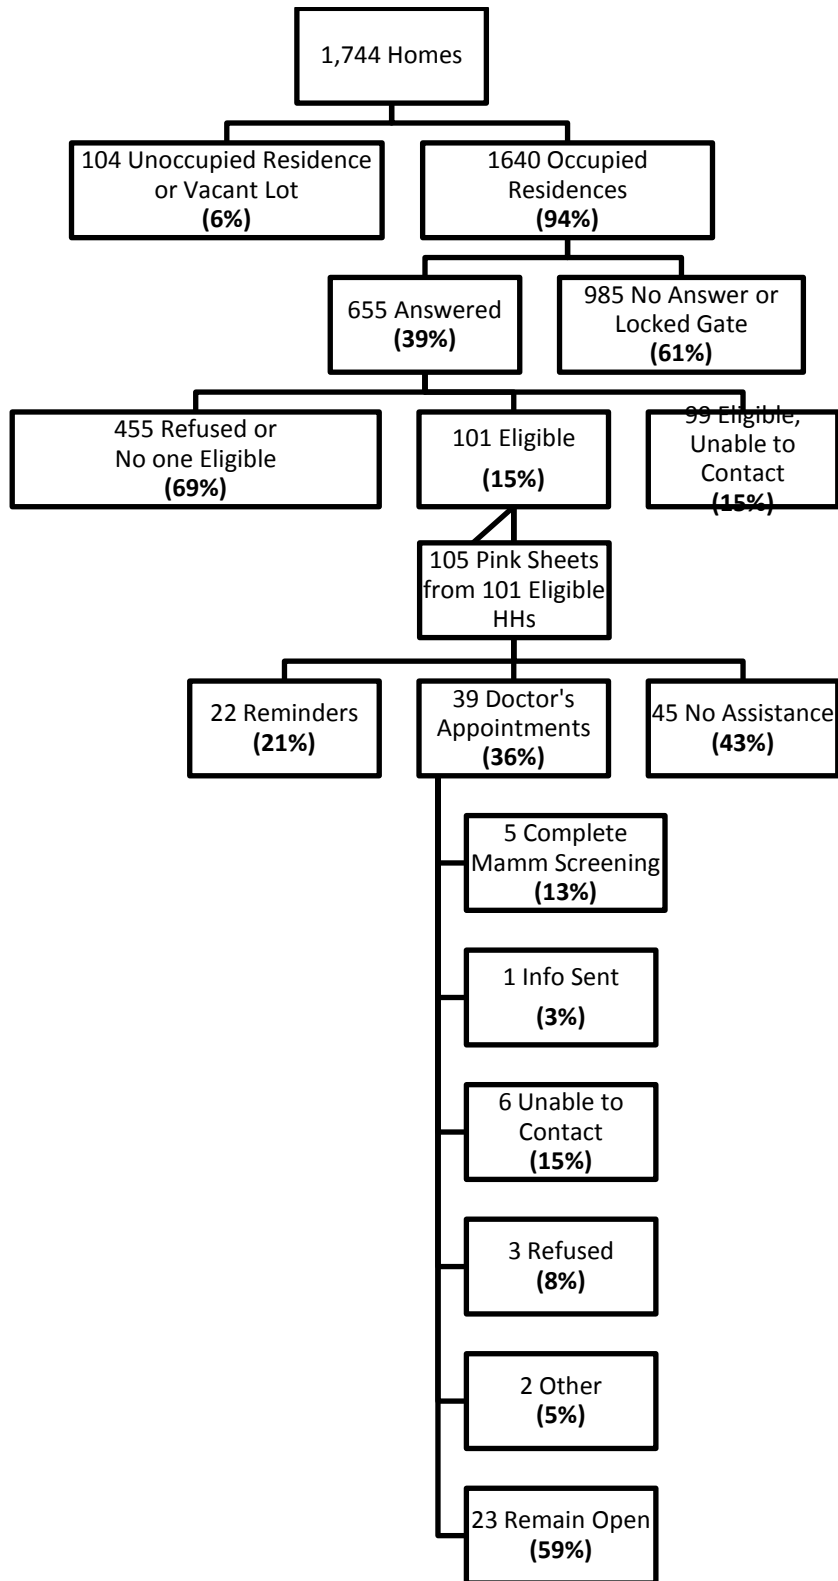 1,744 Homes
104 Unoccupied Residence
or Vacant Lot
(6%)
1640 Occupied
Residences
(94%)
655 Answered
(39%)
985 No Answer or
Locked Gate
(61%)
455 Refused or
No one Eligible
(69%)
101 Eligible
(15%)
99 Eligible,
Unable to
Contact
(15%)
105 Pink Sheets
from 101 Eligible
HHs
22 Reminders
(21%)
39 Doctor's
Appointments
(36%)
45 No Assistance
(43%)
5 Complete
Mamm Screening
(13%)
1 Info Sent
(3%)
6 Unable to
Contact
(15%)
3 Refused
(8%)
2 Other
(5%)
23 Remain Open
(59%)